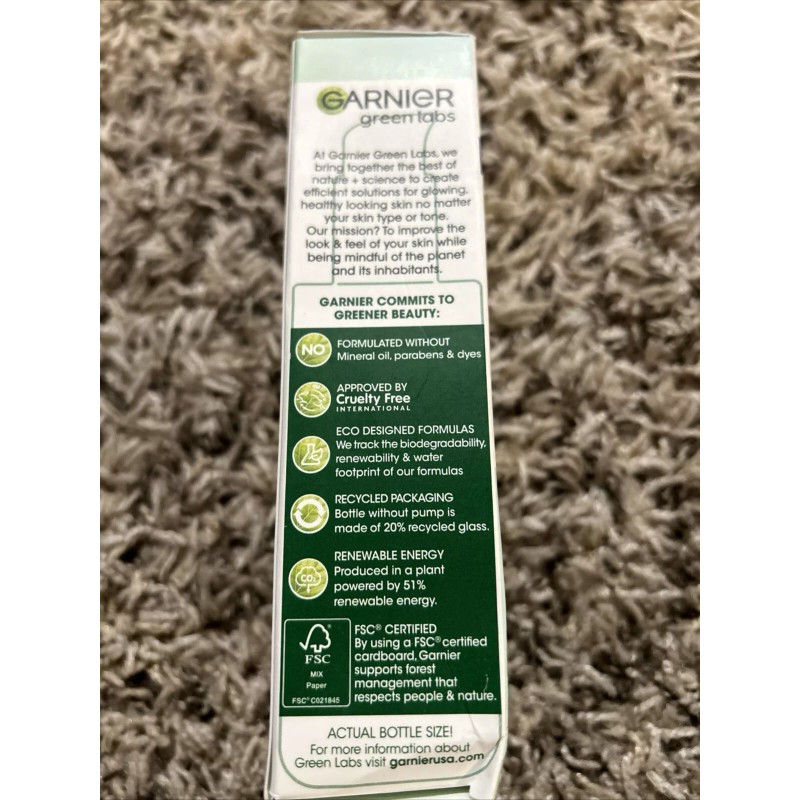 GARNIER
green labs
At Garnier Green Labs, we
bring together the best of
nature + science to create
efficient solutions for glowing,
healthy looking skin no matter
your skin type or tone.
Our mission? To improve the
look & feel of your skin while
being mindful of the planet
and its inhabitants.
GARNIER COMMITS TO
GREENER BEAUTY:
NO
FORMULATED WITHOUT
Mineral oil, parabens & dyes
APPROVED BY
Cruelty Free
INTERNATIONAL
ECO DESIGNED FORMULAS
We track the biodegradability,
renewability & water
footprint of our formulas
RECYCLED PACKAGING
Bottle without pump is
made of 20% recycled glass.
CO₂
RENEWABLE ENERGY
Produced in a plant
powered by 51%
renewable energy.
FSC
MIX
Paper
FSC® C021845
FSC® CERTIFIED
By using a FSC® certified
cardboard, Garnier
supports forest
management that
respects people & nature.
ACTUAL BOTTLE SIZE!
For more information about
Green Labs visit garnierusa.com